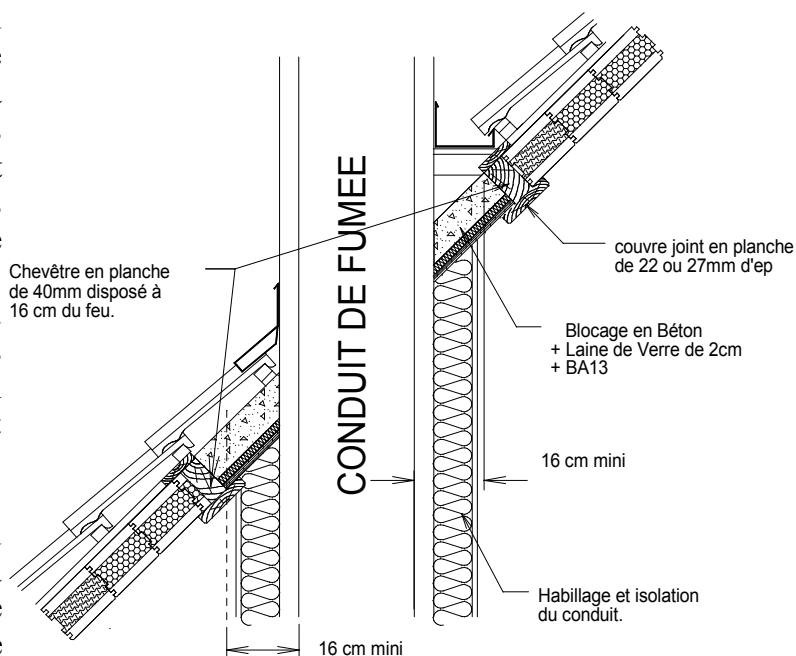 CONDUIT DE FUMEE
Chevêtre en planche
de 40mm disposé à
16 cm du feu.
couvre joint en planche
de 22 ou 27mm d'ep
Blocage en Béton
+ Laine de Verre de 2cm
+ BA13
16 cm mini
Habillage et isolation
du conduit.
16 cm mini